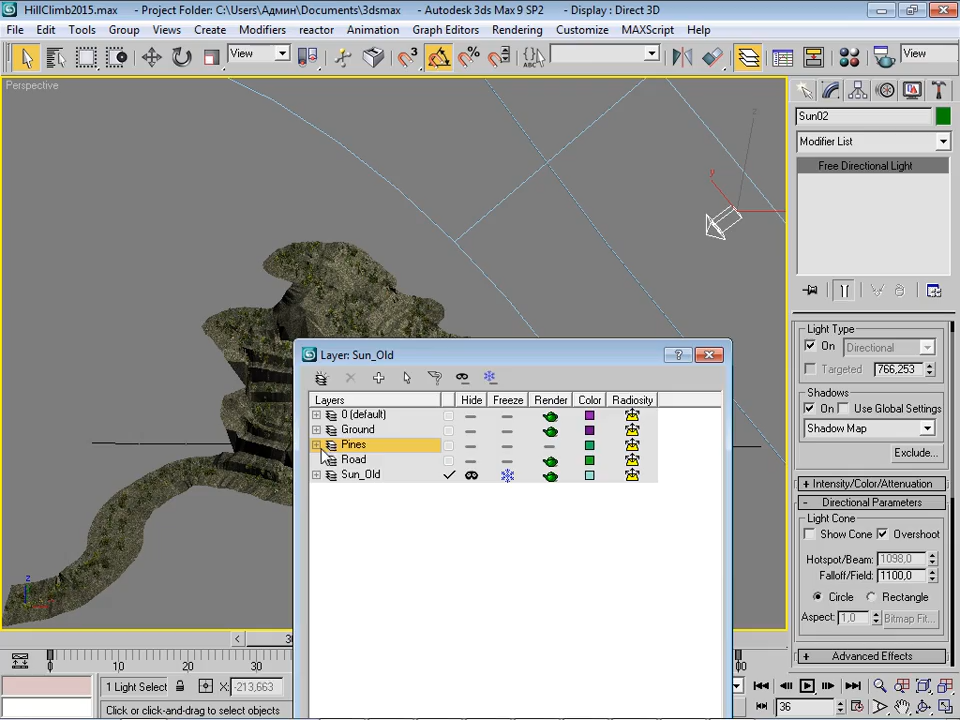 HillClimb2015.max - Project Folder: C:\Users\Админ\Documents\3dsmax - Autodesk 3ds Max 9 SP2 - Display : Direct 3D
File Edit Tools Group Views Create Modifiers reactor Animation Graph Editors Rendering Customize MAXScript Help
View View
Perspective
Sun02
Modifier List
Free Directional Light
Light Type
On Directional
Targeted 766,253
Shadows
On Use Global Settings
Shadow Map
Exclude...
+ Intensity/Color/Attenuation
- Directional Parameters
Light Cone
Show Cone Overshoot
Hotspot/Beam: 1098,0
Falloff/Field: 1100,0
Circle Rectangle
Aspect: 1,0 Bitmap Fit...
+ Advanced Effects
Layer: Sun_Old
Layers Hide Freeze Render Color Radiosity
0 (default)
Ground
Pines
Road
Sun_Old
z
y
10 20 30
1 Light Select X: -213,663
Click or click-and-drag to select objects
36